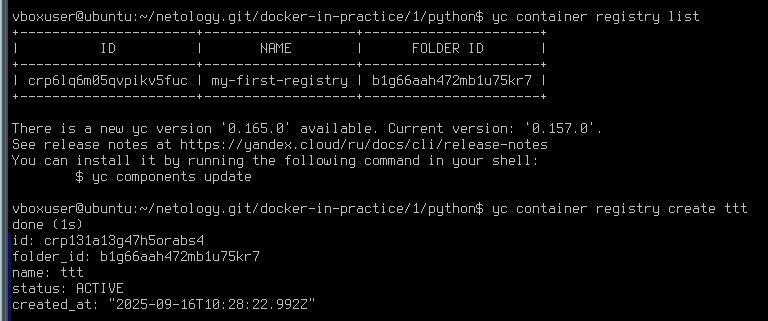 vboxuser@ubuntu:~/netology.git/docker-in-practice/1/python$ yc container registry list
+----------------------+-------------------+----------------------+
|          ID          |       NAME        |      FOLDER ID       |
+----------------------+-------------------+----------------------+
| crp6lq6m05qvpikv5fuc | my-first-registry | b1g66aah472mb1u75kr7 |
+----------------------+-------------------+----------------------+
There is a new yc version '0.165.0' available. Current version: '0.157.0'.
See release notes at https://yandex.cloud/ru/docs/cli/release-notes
You can install it by running the following command in your shell:
        $ yc components update
vboxuser@ubuntu:~/netology.git/docker-in-practice/1/python$ yc container registry create ttt
done (1s)
id: crp131a13g47h5orabs4
folder_id: b1g66aah472mb1u75kr7
name: ttt
status: ACTIVE
created_at: "2025-09-16T10:28:22.992Z"